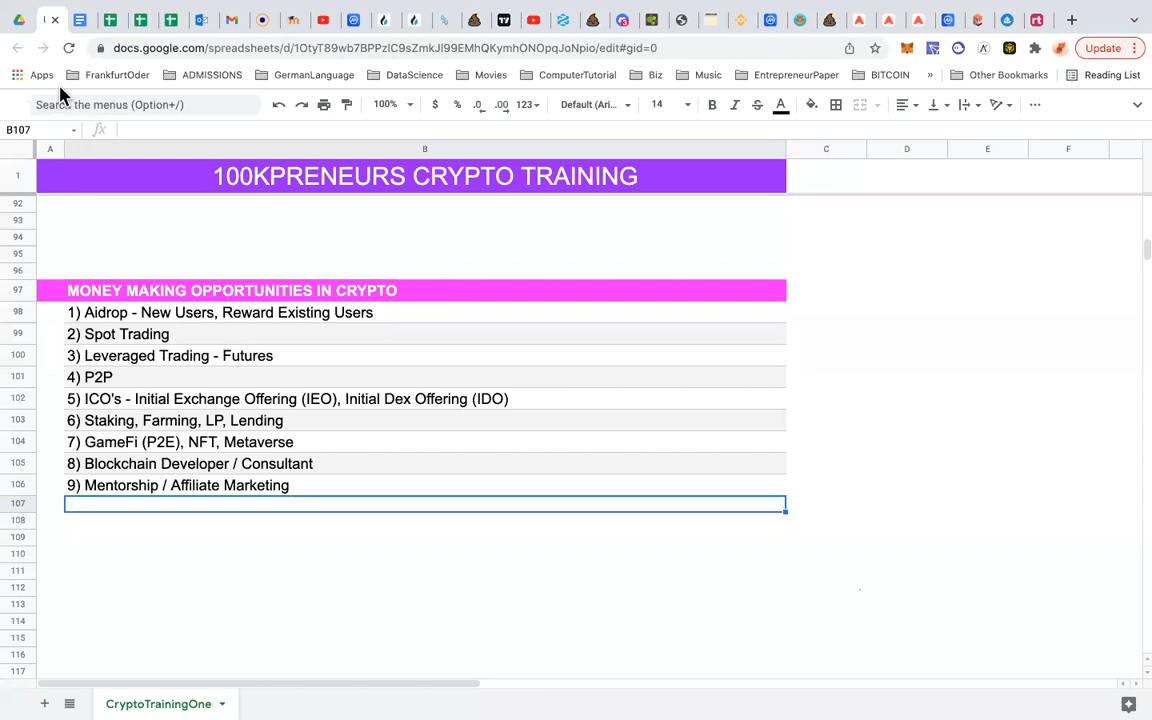 docs.google.com/spreadsheets/d/1OtyT89wb7BPPzlC9sZmkJl99EMhQKymhONOpqJoNpio/edit#gid=0
Update
Apps FrankfurtOder ADMISSIONS GermanLanguage DataScience Movies ComputerTutorial Biz Music EntrepreneurPaper BITCOIN » Other Bookmarks Reading List
Search the menus (Option+/) 100% $ % .0 .00 123 Default (Ari... 14 B I S A
B107 fx
A B C D E F
1 100KPRENEURS CRYPTO TRAINING
92
93
94
95
96
97 MONEY MAKING OPPORTUNITIES IN CRYPTO
98 1) Aidrop - New Users, Reward Existing Users
99 2) Spot Trading
100 3) Leveraged Trading - Futures
101 4) P2P
102 5) ICO's - Initial Exchange Offering (IEO), Initial Dex Offering (IDO)
103 6) Staking, Farming, LP, Lending
104 7) GameFi (P2E), NFT, Metaverse
105 8) Blockchain Developer / Consultant
106 9) Mentorship / Affiliate Marketing
107
108
109
110
111
112
113
114
115
116
117
CryptoTrainingOne